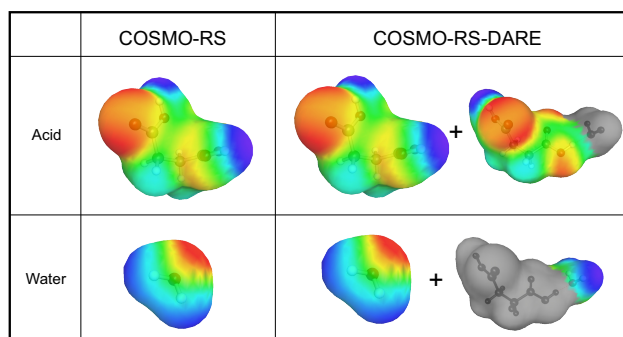 COSMO-RS
COSMO-RS-DARE
Acid
+
Water
+